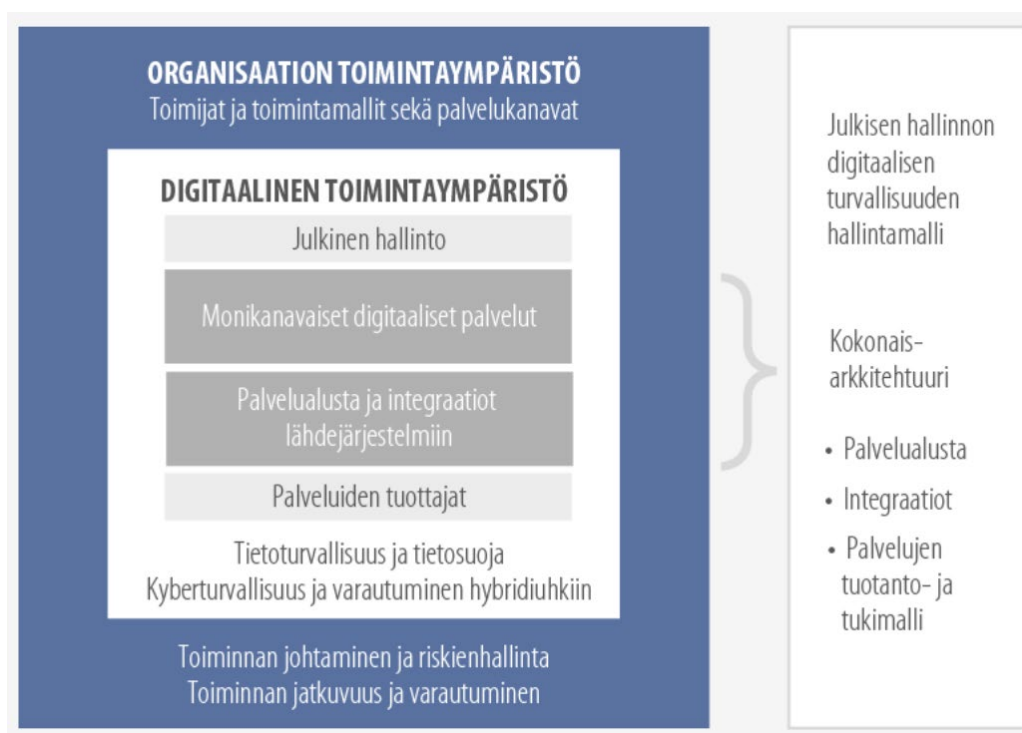 ORGANISAATION TOIMINTAYMPÄRISTÖ
Toimijat ja toimintamallit sekä palvelukanavat
DIGITAALINEN TOIMINTAYMPÄRISTÖ
Julkinen hallinto
Monikanavaiset digitaaliset palvelut
Palvelualusta ja integraatiot
lähdejärjestelmiin
Palveluiden tuottajat
Tietoturvallisuus ja tietosuoja
Kyberturvallisuus ja varautuminen hybridiuhkiin
Toiminnan johtaminen ja riskienhallinta
Toiminnan jatkuvuus ja varautuminen
Julkisen hallinnon
digitaalisen
turvallisuuden
hallintamalli
Kokonais-
arkkitehtuuri
• Palvelualusta
• Integraatiot
• Palvelujen
tuotanto- ja
tukimalli